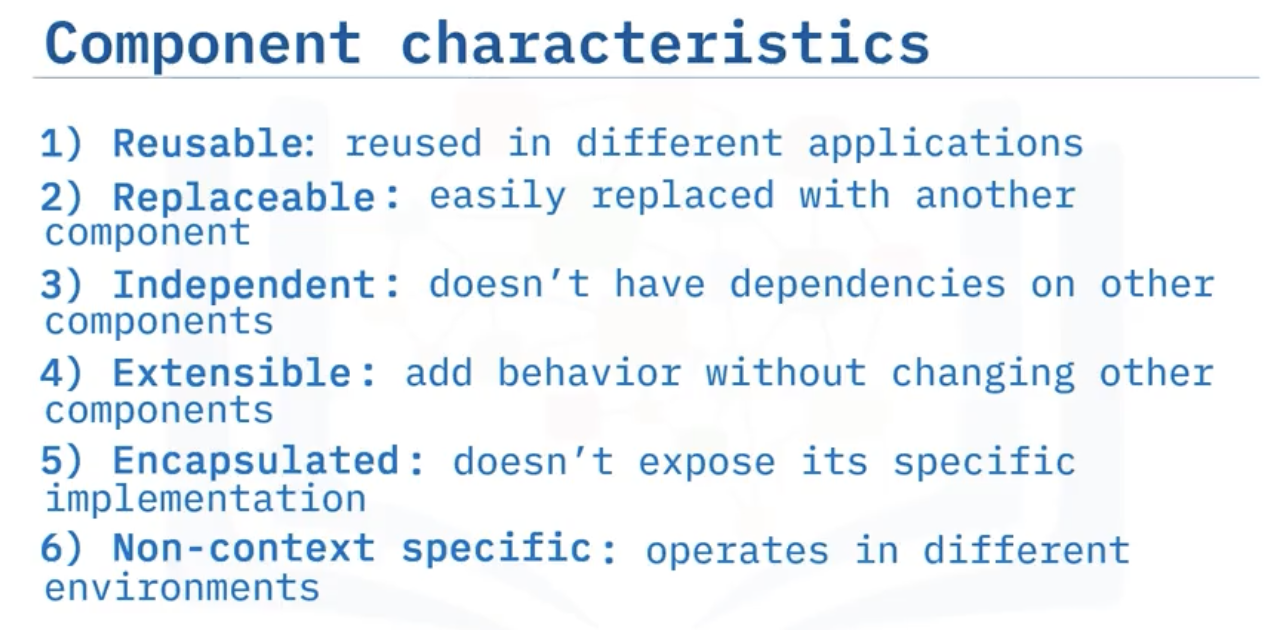 Component characteristics
1) Reusable: reused in different applications
2) Replaceable: easily replaced with another
component
3) Independent: doesn’t have dependencies on other
components
4) Extensible: add behavior without changing other
components
5) Encapsulated: doesn’t expose its specific
implementation
6) Non-context specific: operates in different
environments